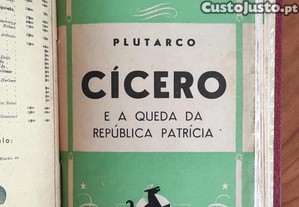 CustoJusto.pt
PLUTARCO
CÍCERO
E A QUEDA DA
REPÚBLICA PATRÍCIA